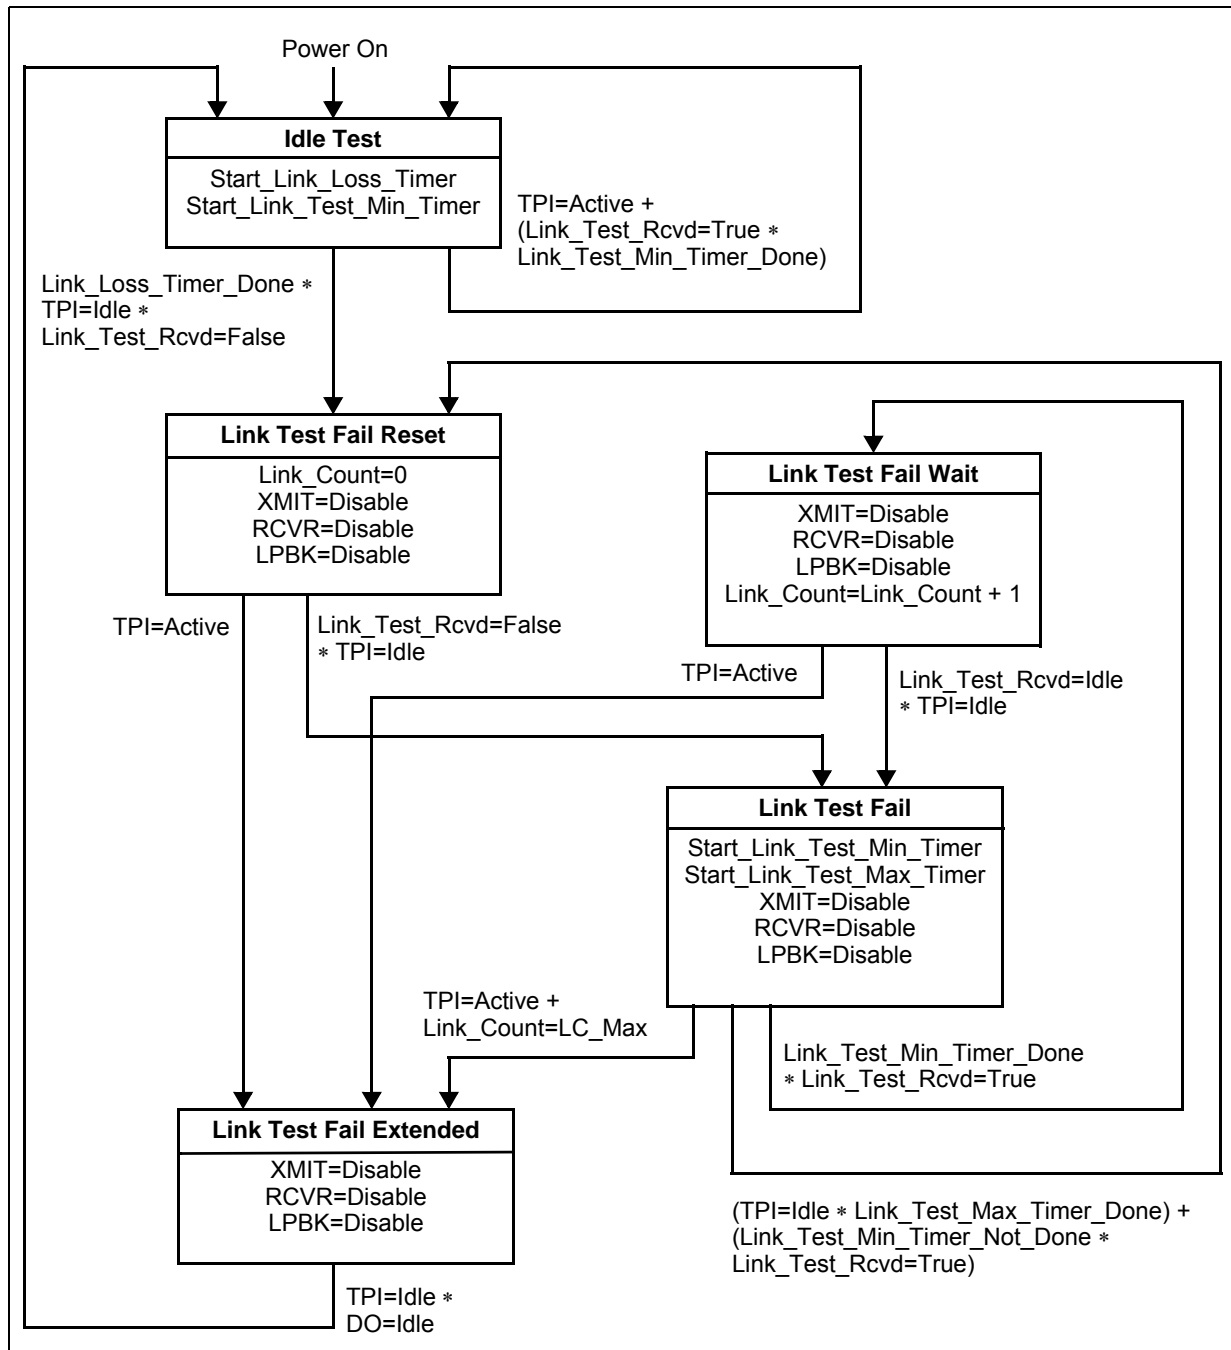 Power On
Idle Test
Start_Link_Loss_Timer
Start_Link_Test_Min_Timer
TPI=Active +
(Link_Test_Rcvd=True *
Link_Test_Min_Timer_Done)
Link_Loss_Timer_Done *
TPI=Idle *
Link_Test_Rcvd=False
Link Test Fail Reset
Link_Count=0
XMIT=Disable
RCVR=Disable
LPBK=Disable
Link Test Fail Wait
XMIT=Disable
RCVR=Disable
LPBK=Disable
Link_Count=Link_Count + 1
TPI=Active
Link_Test_Rcvd=False
* TPI=Idle
TPI=Active
Link_Test_Rcvd=Idle
* TPI=Idle
Link Test Fail
Start_Link_Test_Min_Timer
Start_Link_Test_Max_Timer
XMIT=Disable
RCVR=Disable
LPBK=Disable
TPI=Active +
Link_Count=LC_Max
Link_Test_Min_Timer_Done
* Link_Test_Rcvd=True
Link Test Fail Extended
XMIT=Disable
RCVR=Disable
LPBK=Disable
(TPI=Idle * Link_Test_Max_Timer_Done) +
(Link_Test_Min_Timer_Not_Done *
Link_Test_Rcvd=True)
TPI=Idle *
DO=Idle